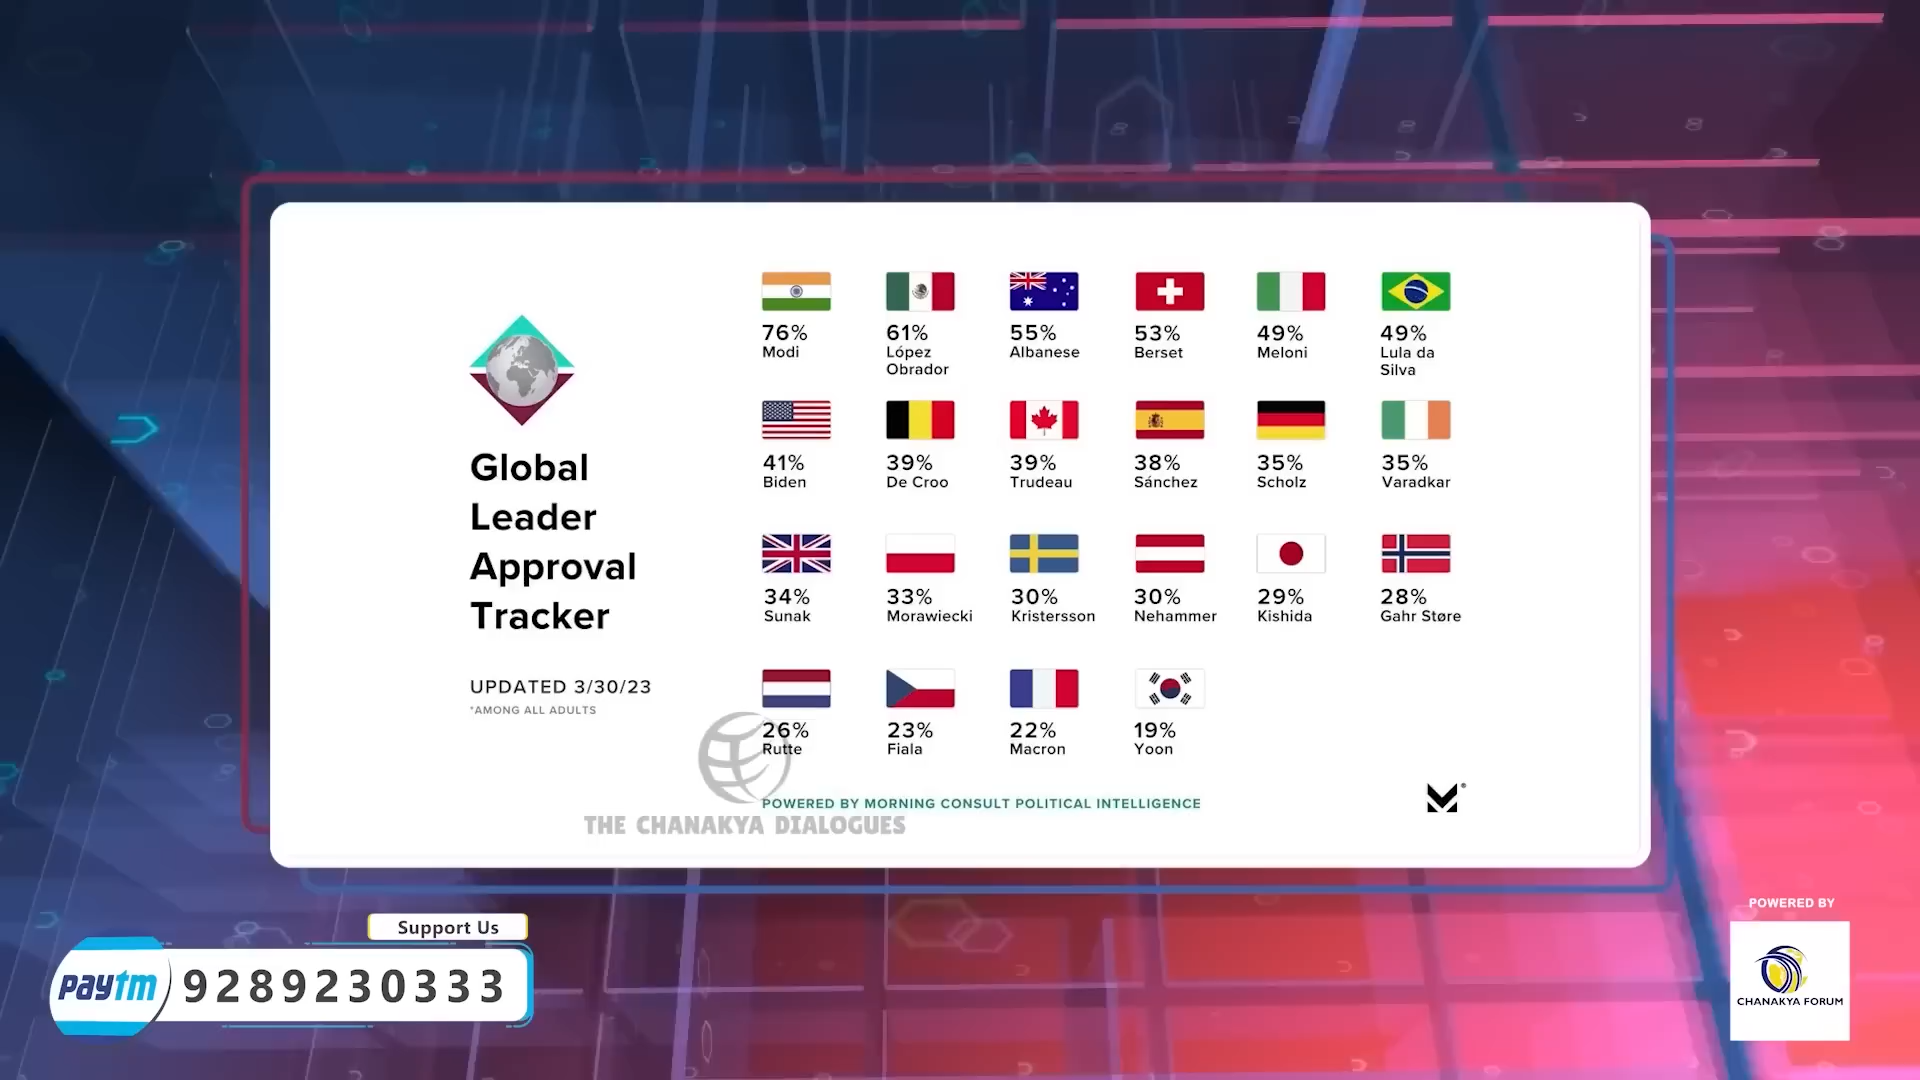 Global
Leader
Approval
Tracker
UPDATED 3/30/23
*AMONG ALL ADULTS
76% 61% 55% 53% 49% 49%
Modi López Obrador Albanese Berset Meloni Lula da Silva
41% 39% 39% 38% 35% 35%
Biden De Croo Trudeau Sánchez Scholz Varadkar
34% 33% 30% 30% 29% 28%
Sunak Morawiecki Kristersson Nehammer Kishida Gahr Støre
26% 23% 22% 19%
Rutte Fiala Macron Yoon
POWERED BY MORNING CONSULT POLITICAL INTELLIGENCE
THE CHANAKYA DIALOGUES
Support Us
paytm 9289230333
POWERED BY
CHANAKYA FORUM